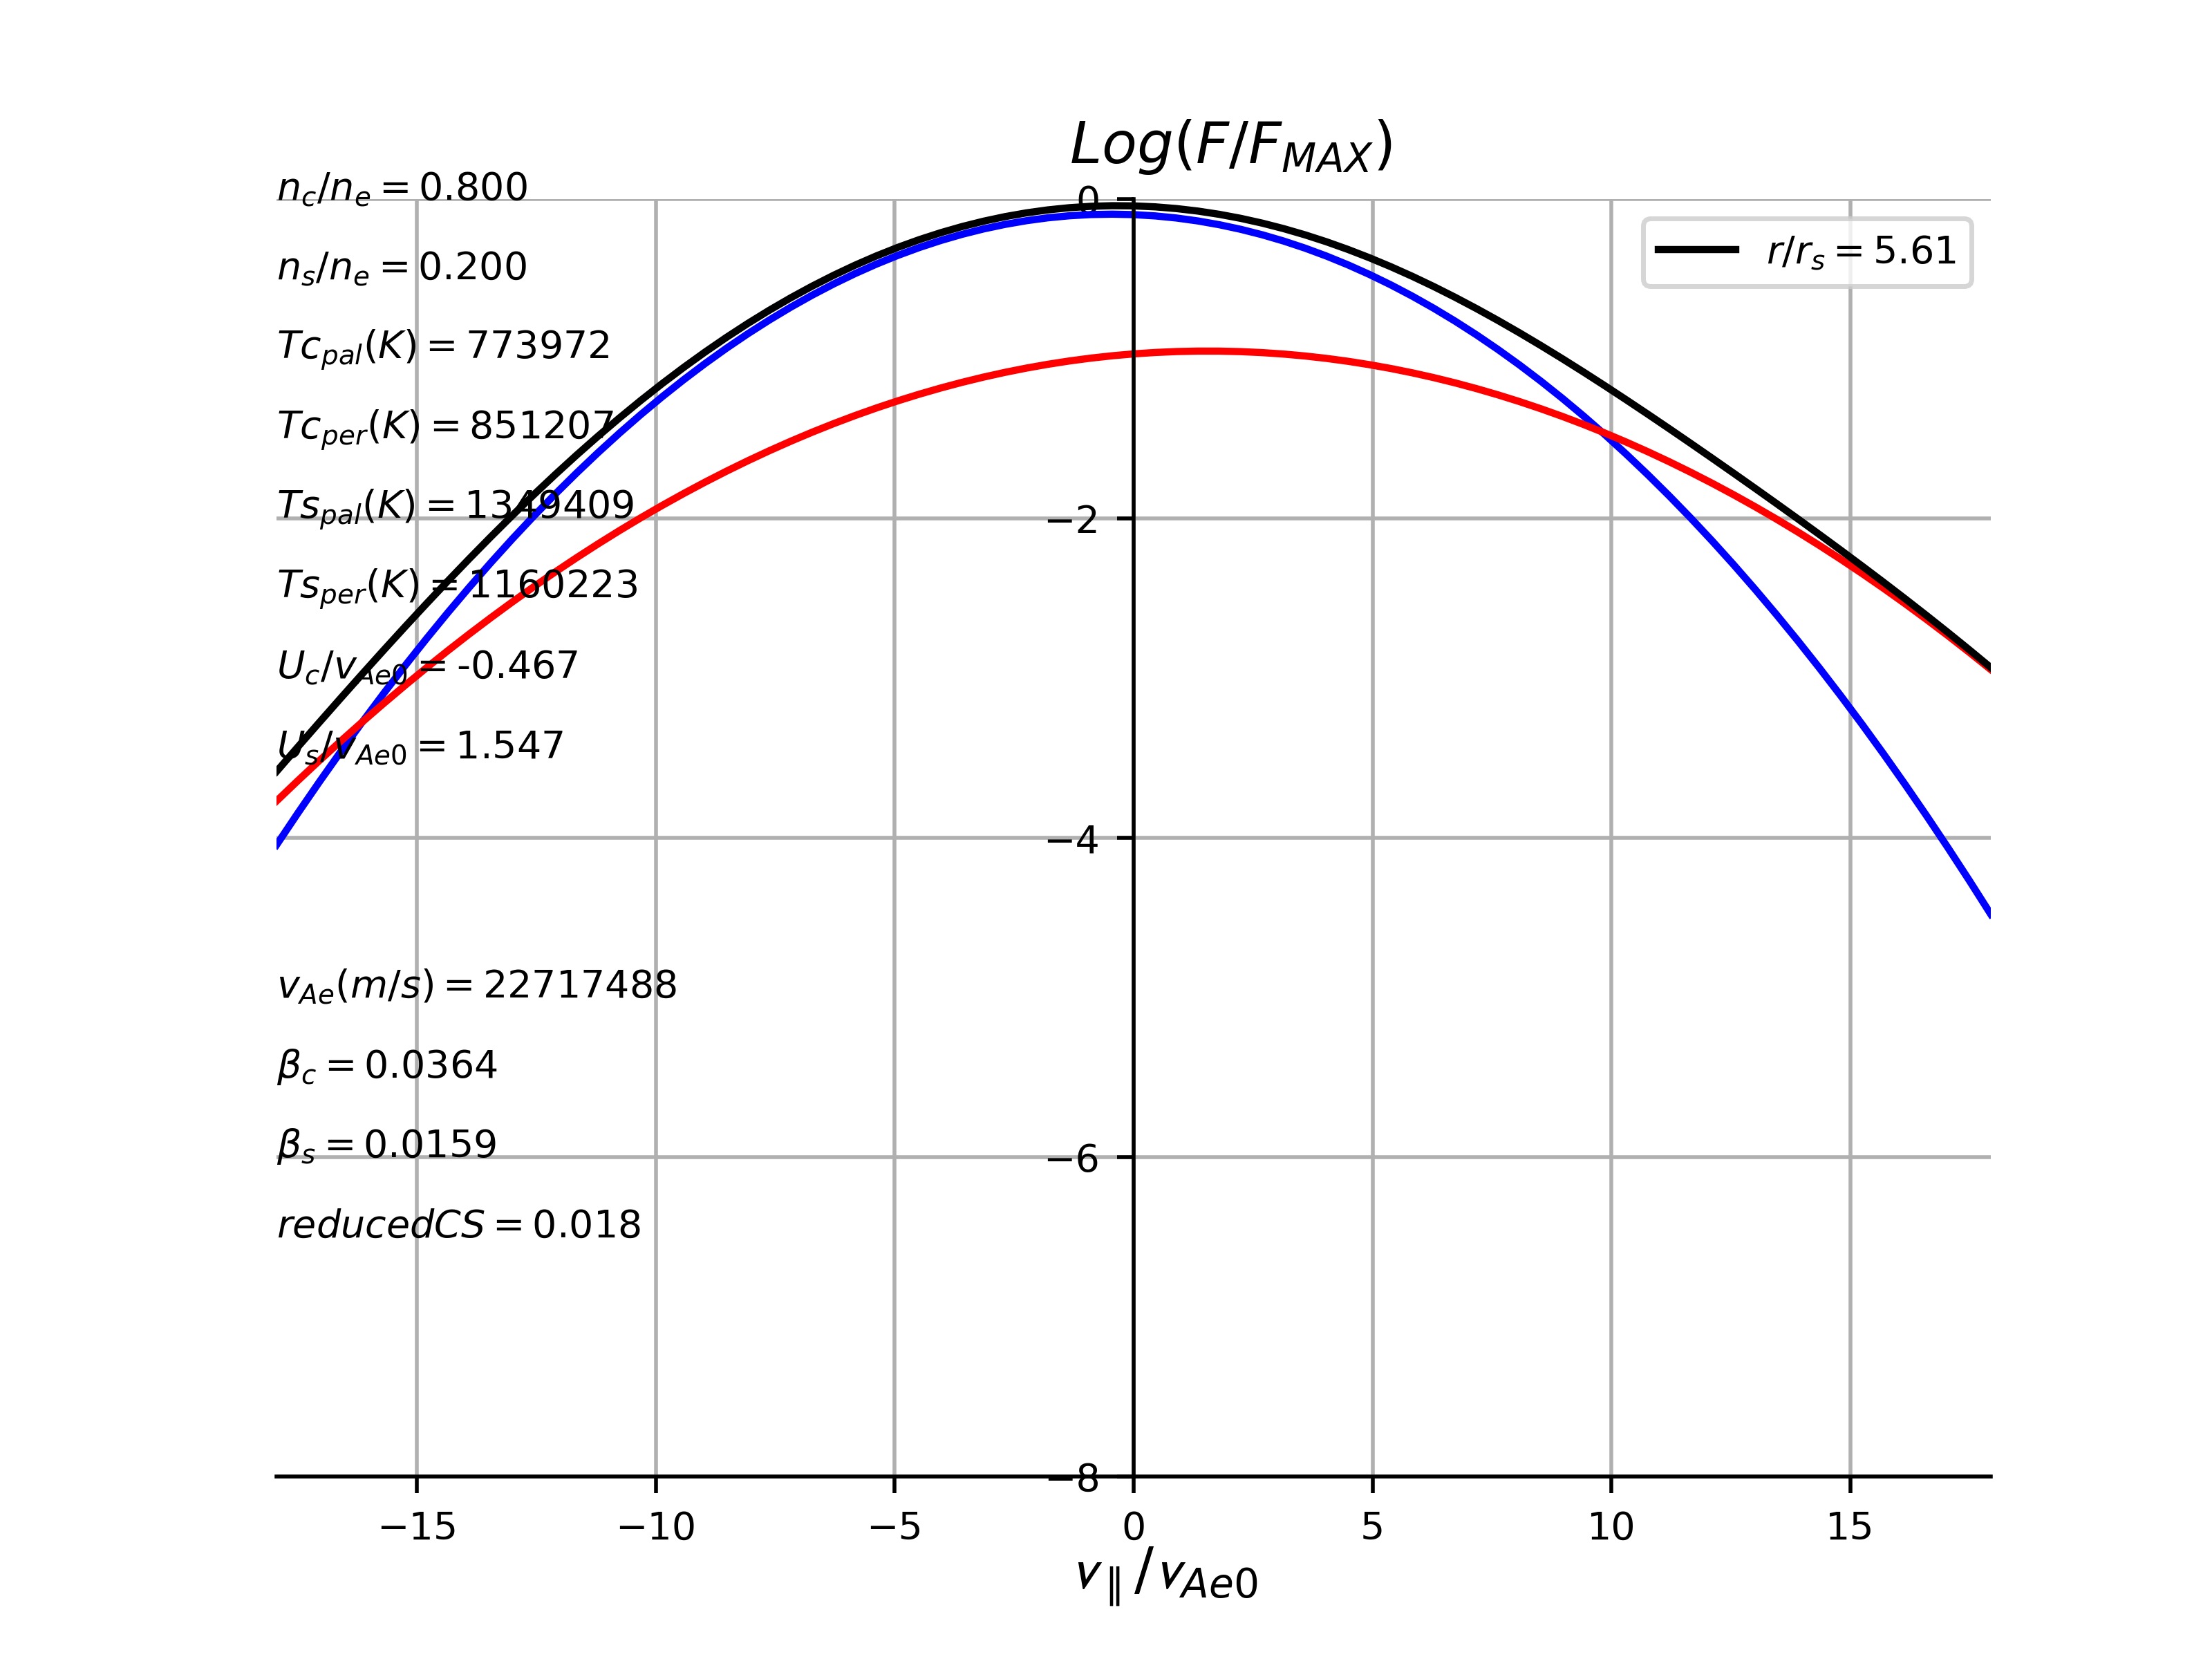 Log(F/F_MAX)
n_c/n_e = 0.800
0
r/r_s = 5.61
n_s/n_e = 0.200
Tc_pal(K) = 773972
Tc_per(K) = 851207
Ts_pal(K) = 1349409
−2
Ts_per(K) = 1160223
U_c/v_Ae0 = -0.467
U_s/v_Ae0 = 1.547
−4
v_Ae(m/s) = 22717488
β_c = 0.0364
β_s = 0.0159
−6
reducedCS = 0.018
−8
−15 −10 −5 0 5 10 15
v_∥/v_Ae0